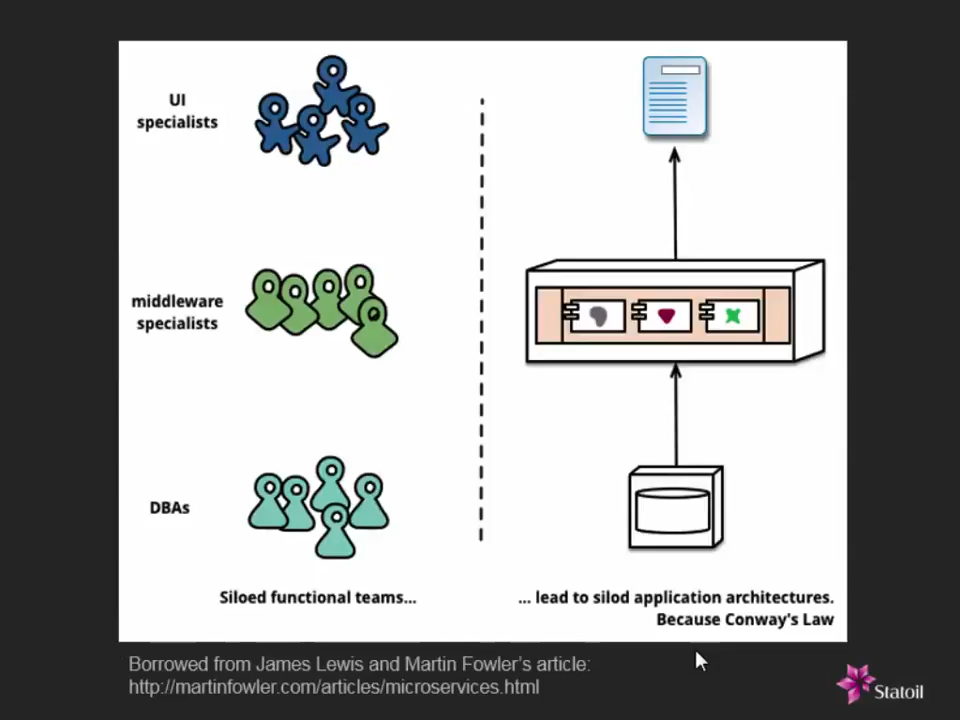 UI
specialists
middleware
specialists
DBAs
Siloed functional teams...
... lead to silod application architectures.
Because Conway's Law
Borrowed from James Lewis and Martin Fowler's article:
http://martinfowler.com/articles/microservices.html
Statoil